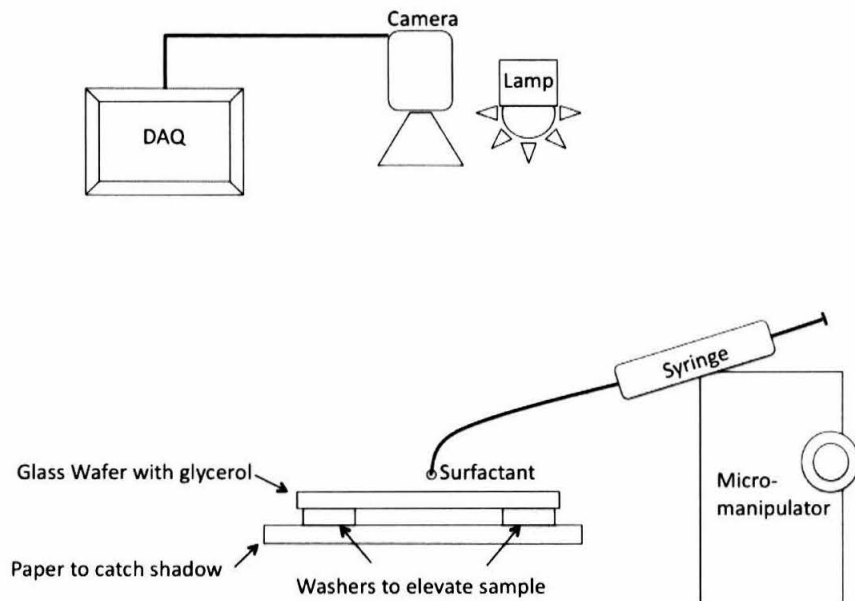 Camera
Lamp
DAQ
Syringe
Glass Wafer with glycerol
Surfactant
Micro-
manipulator
Paper to catch shadow
Washers to elevate sample